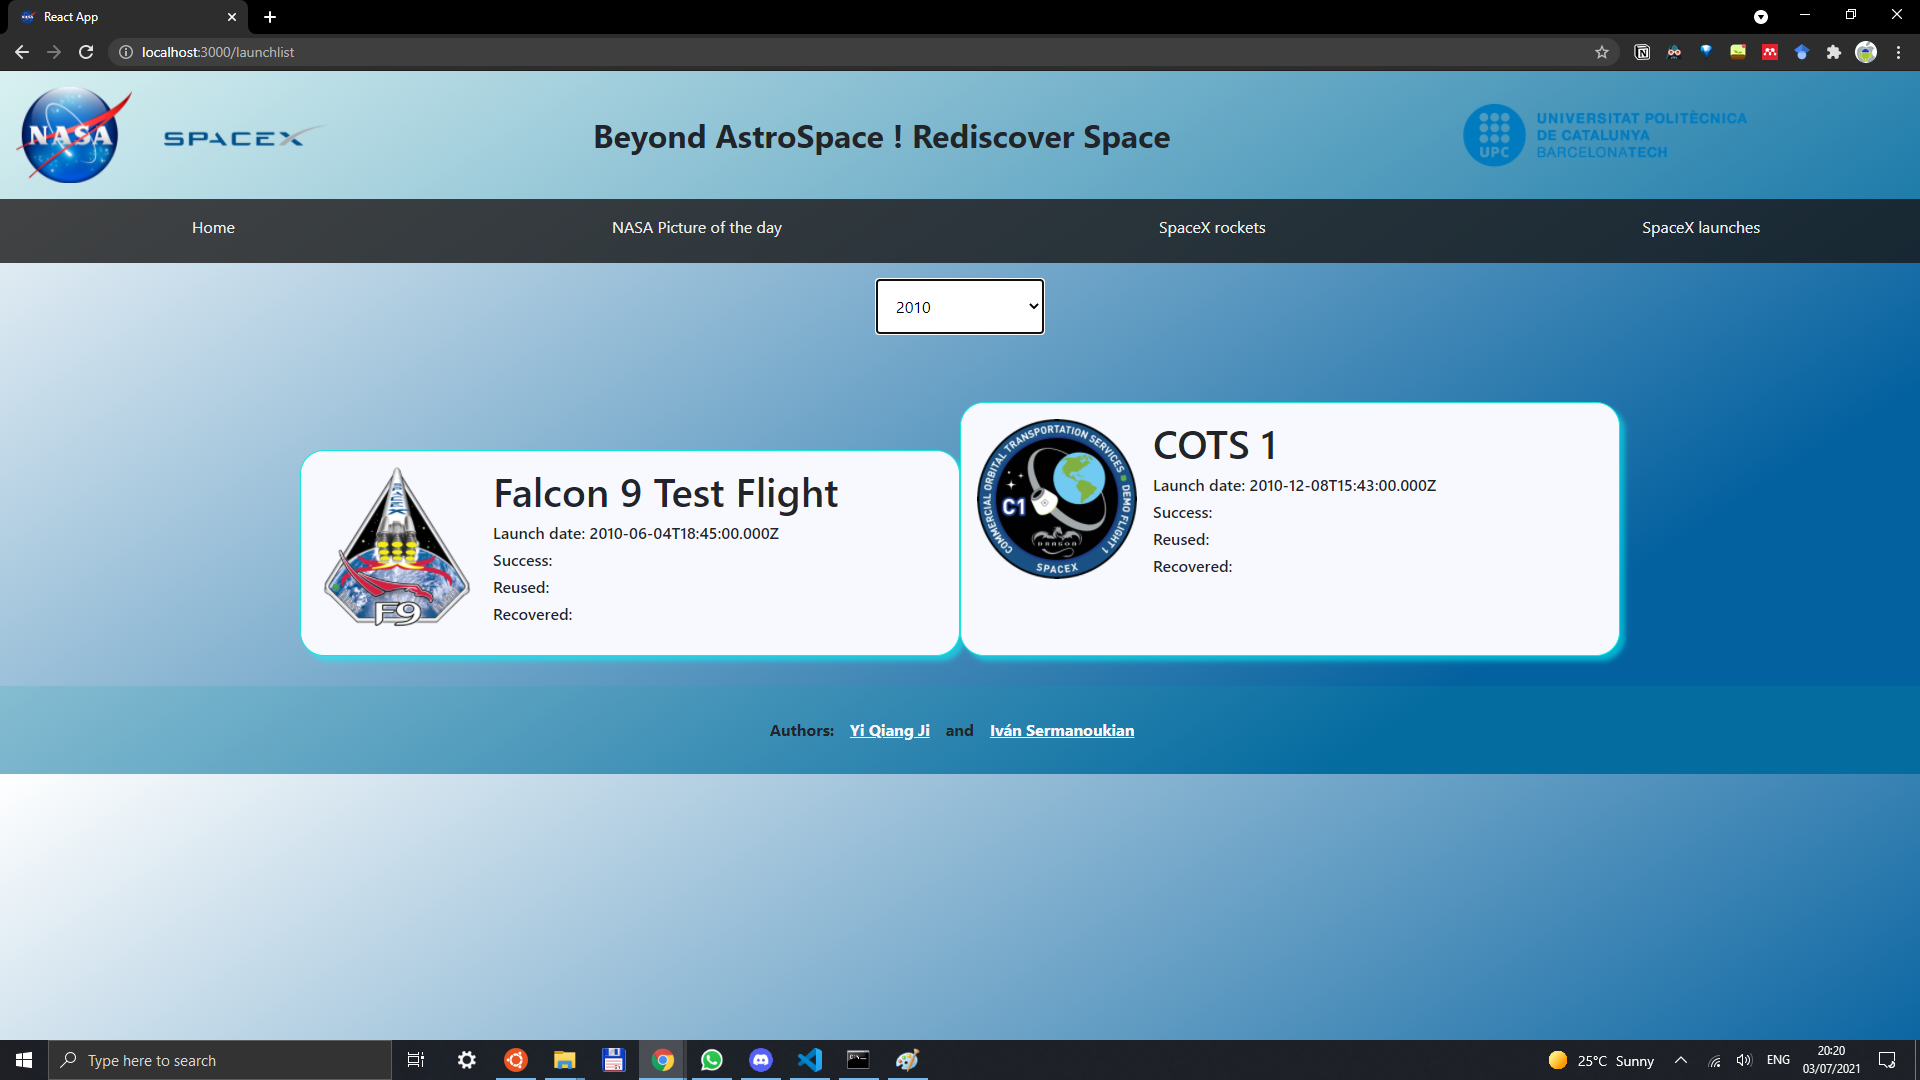 React App
localhost:3000/launchlist
NASA
SPACEX
Beyond AstroSpace ! Rediscover Space
UPC
UNIVERSITAT POLITÈCNICA
DE CATALUNYA
BARCELONATECH
Home
NASA Picture of the day
SpaceX rockets
SpaceX launches
2010
SPACEX
F9
Falcon 9 Test Flight
Launch date: 2010-06-04T18:45:00.000Z
Success:
Reused:
Recovered:
COMMERCIAL ORBITAL TRANSPORTATION SERVICES
DEMO FLIGHT 1
C1
DRAGON
SPACEX
COTS 1
Launch date: 2010-12-08T15:43:00.000Z
Success:
Reused:
Recovered:
Authors: Yi Qiang Ji and Iván Sermanoukian
Type here to search
25°C Sunny
ENG
20:20
03/07/2021